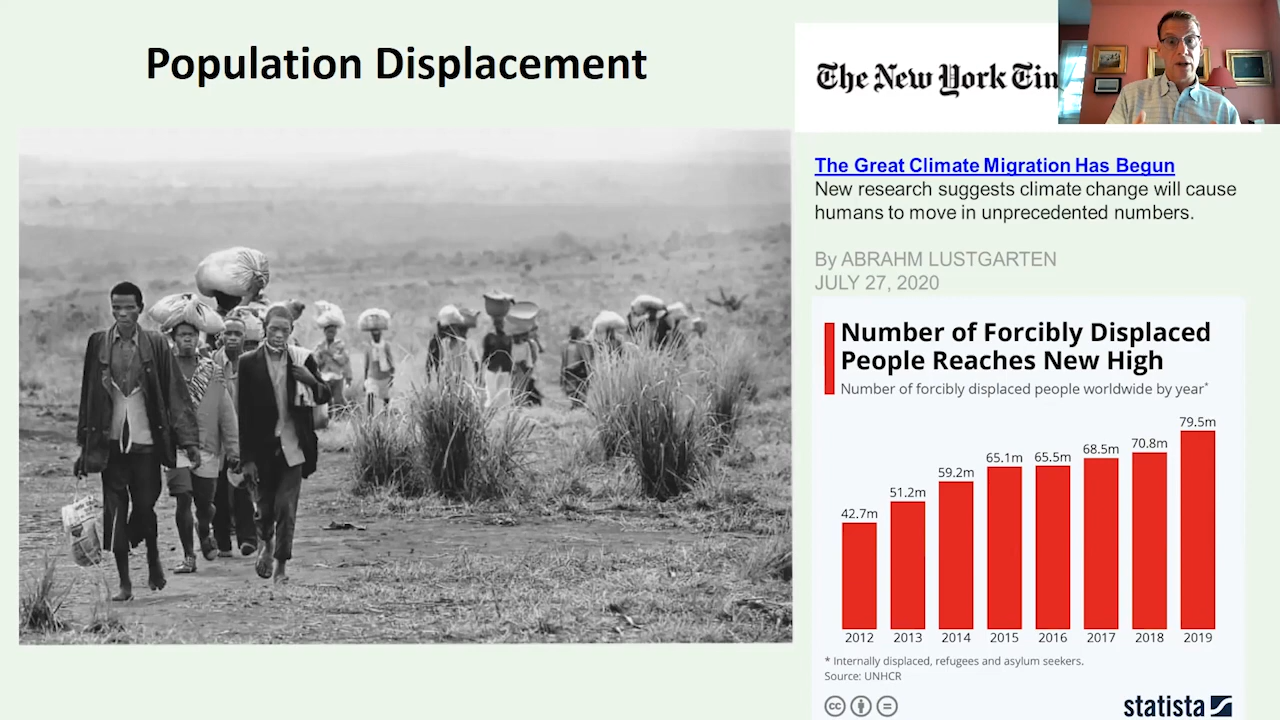 Population Displacement
The New York Tim
The Great Climate Migration Has Begun
New research suggests climate change will cause
humans to move in unprecedented numbers.
By ABRAHM LUSTGARTEN
JULY 27, 2020
Number of Forcibly Displaced
People Reaches New High
Number of forcibly displaced people worldwide by year*
42.7m 51.2m 59.2m 65.1m 65.5m 68.5m 70.8m 79.5m
2012 2013 2014 2015 2016 2017 2018 2019
* Internally displaced, refugees and asylum seekers.
Source: UNHCR
cc
statista